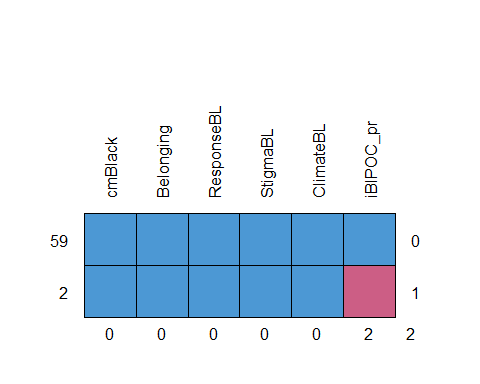 cmBlack
Belonging
ResponseBL
StigmaBL
ClimateBL
iBIPOC_pr
59 0
2 1
0 0 0 0 0 2 2